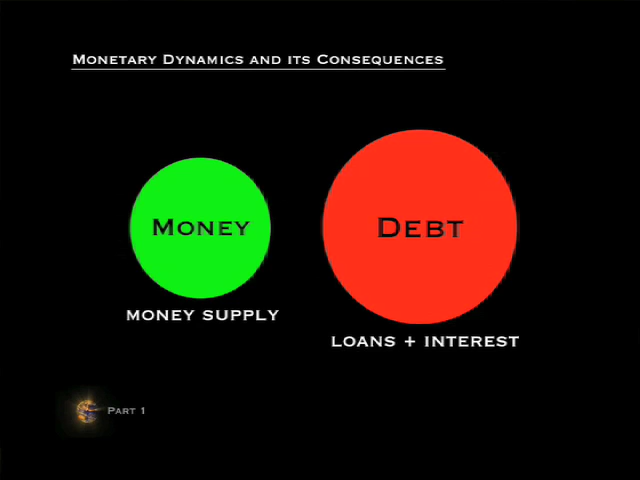 Monetary Dynamics and its Consequences
Money
Debt
MONEY SUPPLY
LOANS + INTEREST
Part 1